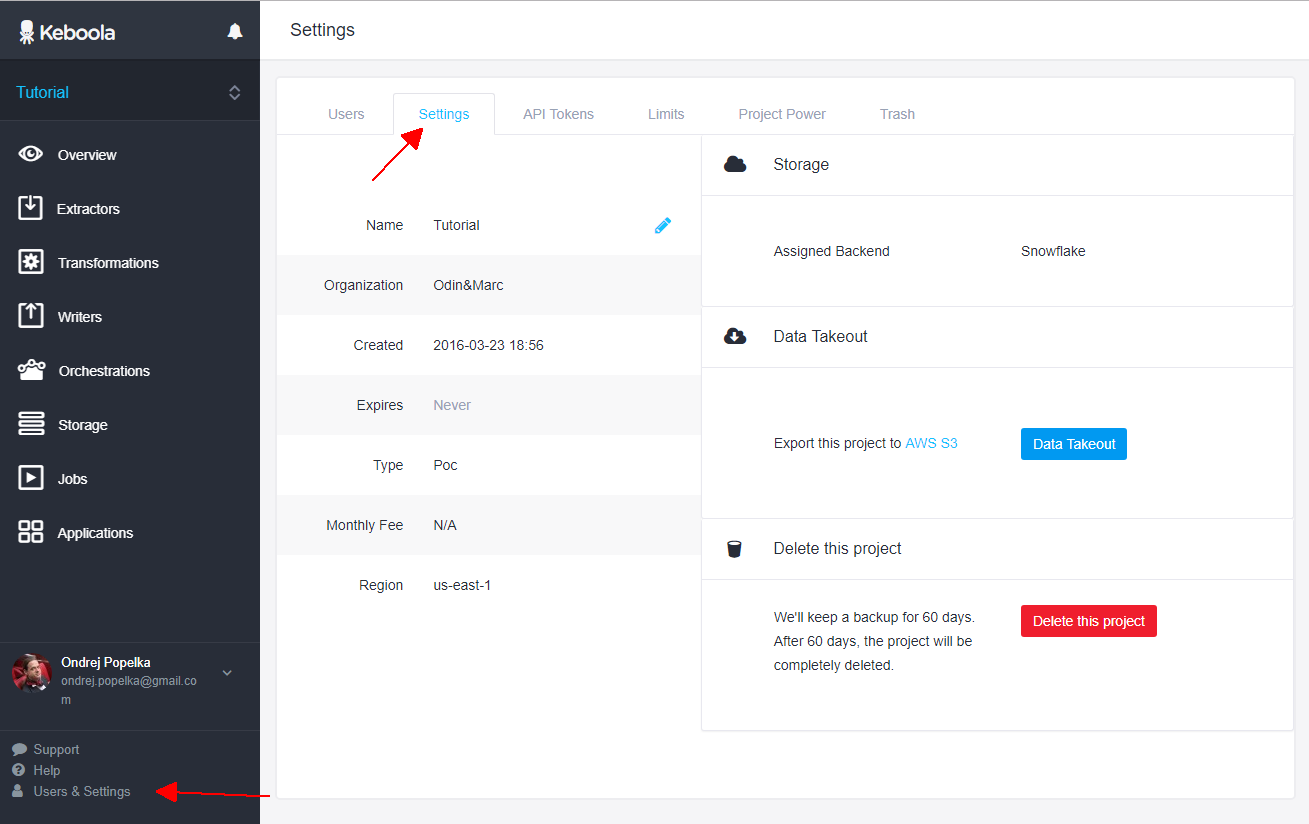 Keboola
Tutorial
Overview
Extractors
Transformations
Writers
Orchestrations
Storage
Jobs
Applications
Ondrej Popelka
ondrej.popelka@gmail.co
m
Support
Help
Users & Settings
Settings
Users
Settings
API Tokens
Limits
Project Power
Trash
Name Tutorial
Organization Odin&Marc
Created 2016-03-23 18:56
Expires Never
Type Poc
Monthly Fee N/A
Region us-east-1
Storage
Assigned Backend Snowflake
Data Takeout
Export this project to AWS S3 Data Takeout
Delete this project
We'll keep a backup for 60 days.
After 60 days, the project will be
completely deleted.
Delete this project